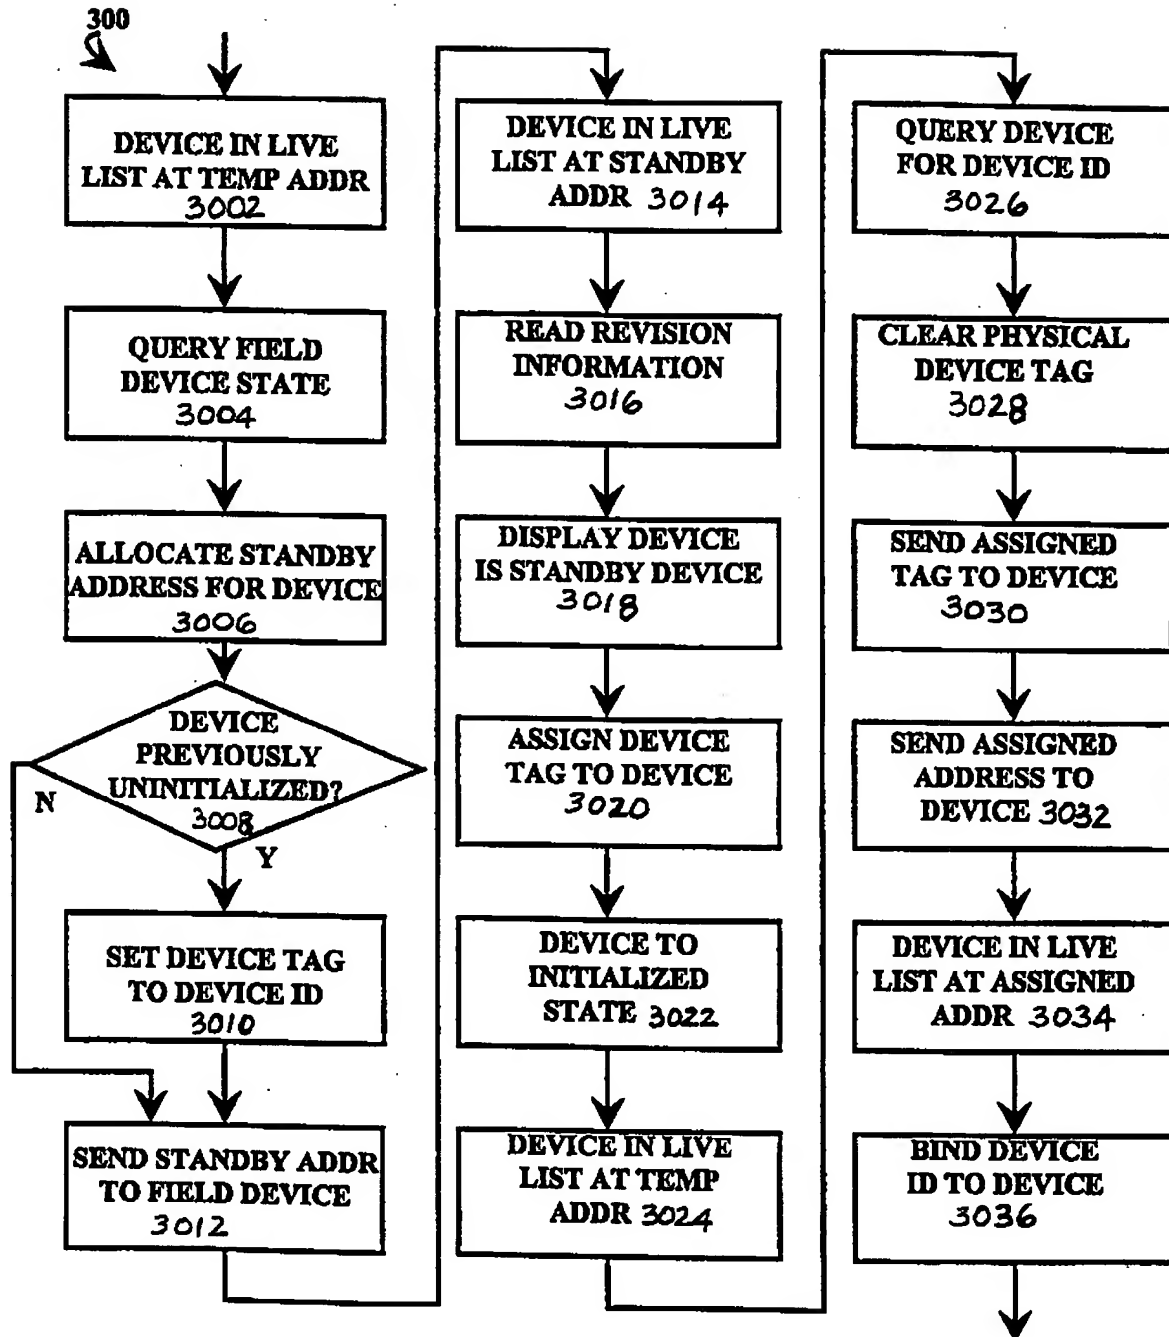 300
DEVICE IN LIVE
LIST AT TEMP ADDR
3002
QUERY FIELD
DEVICE STATE
3004
ALLOCATE STANDBY
ADDRESS FOR DEVICE
3006
DEVICE
PREVIOUSLY
UNINITIALIZED?
3008
N
Y
SET DEVICE TAG
TO DEVICE ID
3010
SEND STANDBY ADDR
TO FIELD DEVICE
3012
DEVICE IN LIVE
LIST AT STANDBY
ADDR 3014
READ REVISION
INFORMATION
3016
DISPLAY DEVICE
IS STANDBY DEVICE
3018
ASSIGN DEVICE
TAG TO DEVICE
3020
DEVICE TO
INITIALIZED
STATE 3022
DEVICE IN LIVE
LIST AT TEMP
ADDR 3024
QUERY DEVICE
FOR DEVICE ID
3026
CLEAR PHYSICAL
DEVICE TAG
3028
SEND ASSIGNED
TAG TO DEVICE
3030
SEND ASSIGNED
ADDRESS TO
DEVICE 3032
DEVICE IN LIVE
LIST AT ASSIGNED
ADDR 3034
BIND DEVICE
ID TO DEVICE
3036